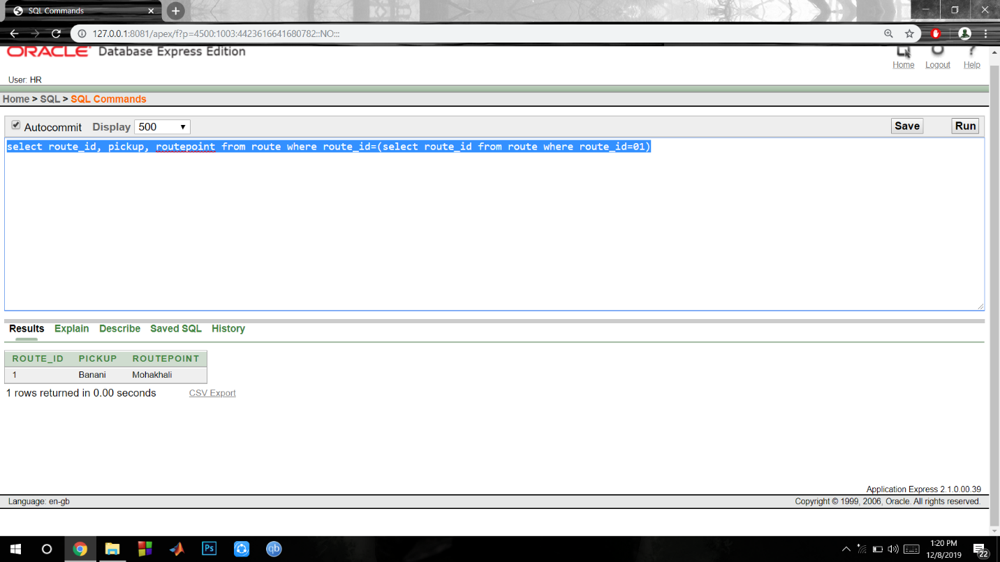 SQL Commands
127.0.0.1:8081/apex/f?p=4500:1003:4423616641680782::NO:::
ORACLE Database Express Edition
Home Logout Help
User: HR
Home > SQL > SQL Commands
Autocommit Display 500 Save Run
select route_id, pickup, routepoint from route where route_id=(select route_id from route where route_id=01)
Results Explain Describe Saved SQL History
ROUTE_ID PICKUP ROUTEPOINT
1 Banani Mohakhali
1 rows returned in 0.00 seconds CSV Export
Application Express 2.1.0.00.39
Language: en-gb Copyright © 1999, 2006, Oracle. All rights reserved.
Ps qb 1:20 PM
12/8/2019 22